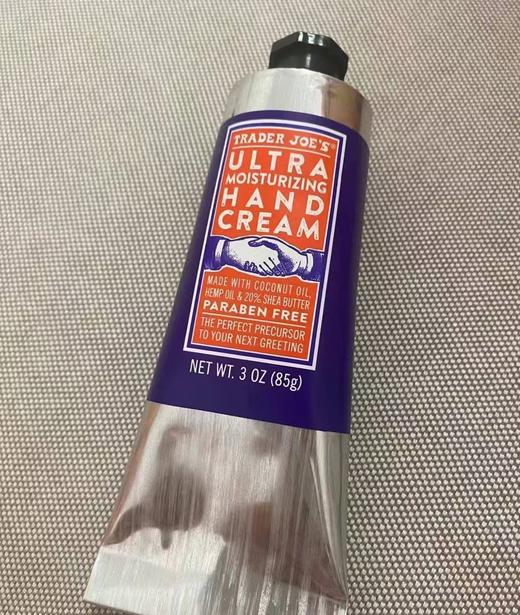 TRADER JOE'S®
ULTRA
MOISTURIZING
HAND
CREAM
MADE WITH COCONUT OIL,
HEMP OIL & 20% SHEA BUTTER
PARABEN FREE
THE PERFECT PRECURSOR
TO YOUR NEXT GREETING
NET WT. 3 OZ (85g)